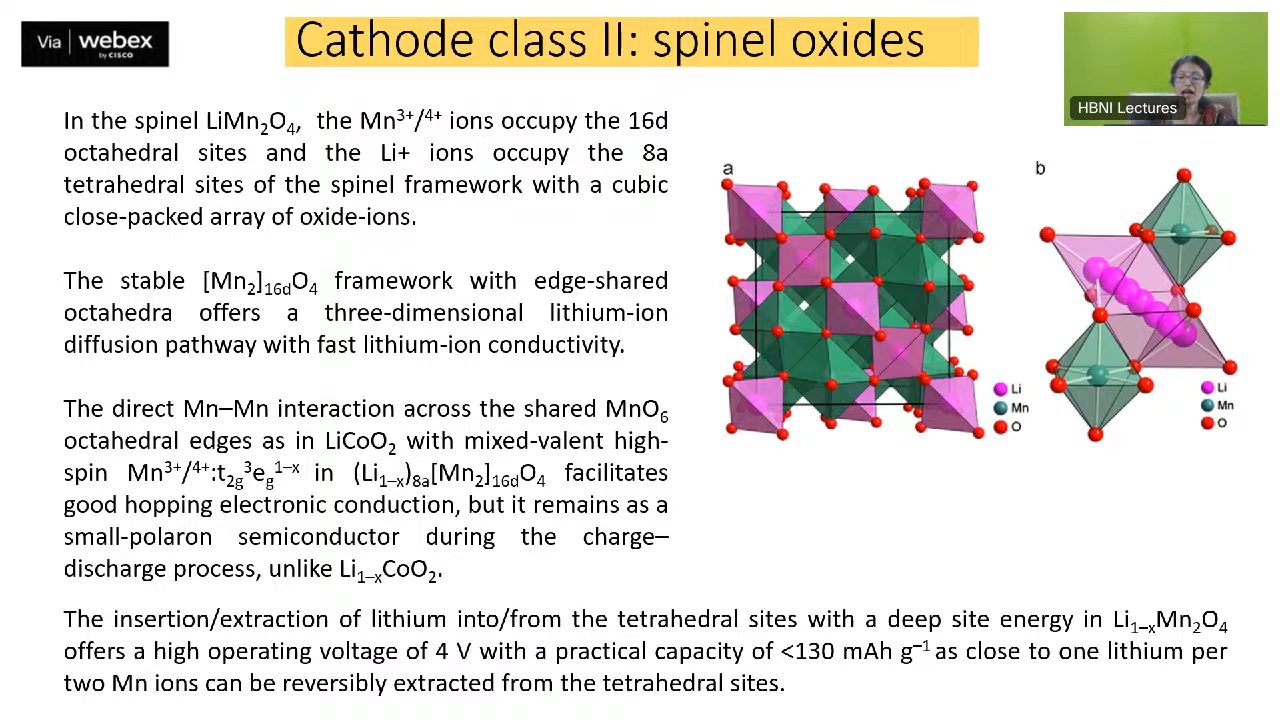 Via | webex
by CISCO
Cathode class II: spinel oxides
HBNI Lectures
In the spinel LiMn₂O₄, the Mn³⁺/⁴⁺ ions occupy the 16d
octahedral sites and the Li+ ions occupy the 8a
tetrahedral sites of the spinel framework with a cubic
close-packed array of oxide-ions.
The stable [Mn₂]₁₆dO₄ framework with edge-shared
octahedra offers a three-dimensional lithium-ion
diffusion pathway with fast lithium-ion conductivity.
The direct Mn–Mn interaction across the shared MnO₆
octahedral edges as in LiCoO₂ with mixed-valent high-
spin Mn³⁺/⁴⁺:t₂g³eg¹⁻ˣ in (Li₁₋ₓ)₈ₐ[Mn₂]₁₆dO₄ facilitates
good hopping electronic conduction, but it remains as a
small-polaron semiconductor during the charge–
discharge process, unlike Li₁₋ₓCoO₂.
The insertion/extraction of lithium into/from the tetrahedral sites with a deep site energy in Li₁₋ₓMn₂O₄
offers a high operating voltage of 4 V with a practical capacity of <130 mAh g⁻¹ as close to one lithium per
two Mn ions can be reversibly extracted from the tetrahedral sites.
a
Li
Mn
O
b
Li
Mn
O